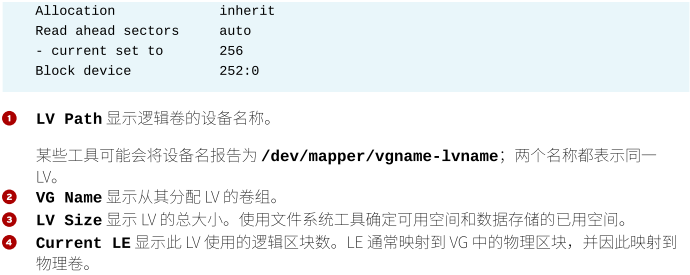 Allocation inherit
Read ahead sectors auto
- current set to 256
Block device 252:0
1 LV Path 显示逻辑卷的设备名称。
某些工具可能会将设备名报告为 /dev/mapper/vgname-lvname；两个名称都表示同一
LV。
2 VG Name 显示从其分配 LV 的卷组。
3 LV Size 显示 LV 的总大小。使用文件系统工具确定可用空间和数据存储的已用空间。
4 Current LE 显示此 LV 使用的逻辑区块数。LE 通常映射到 VG 中的物理区块，并因此映射到
物理卷。